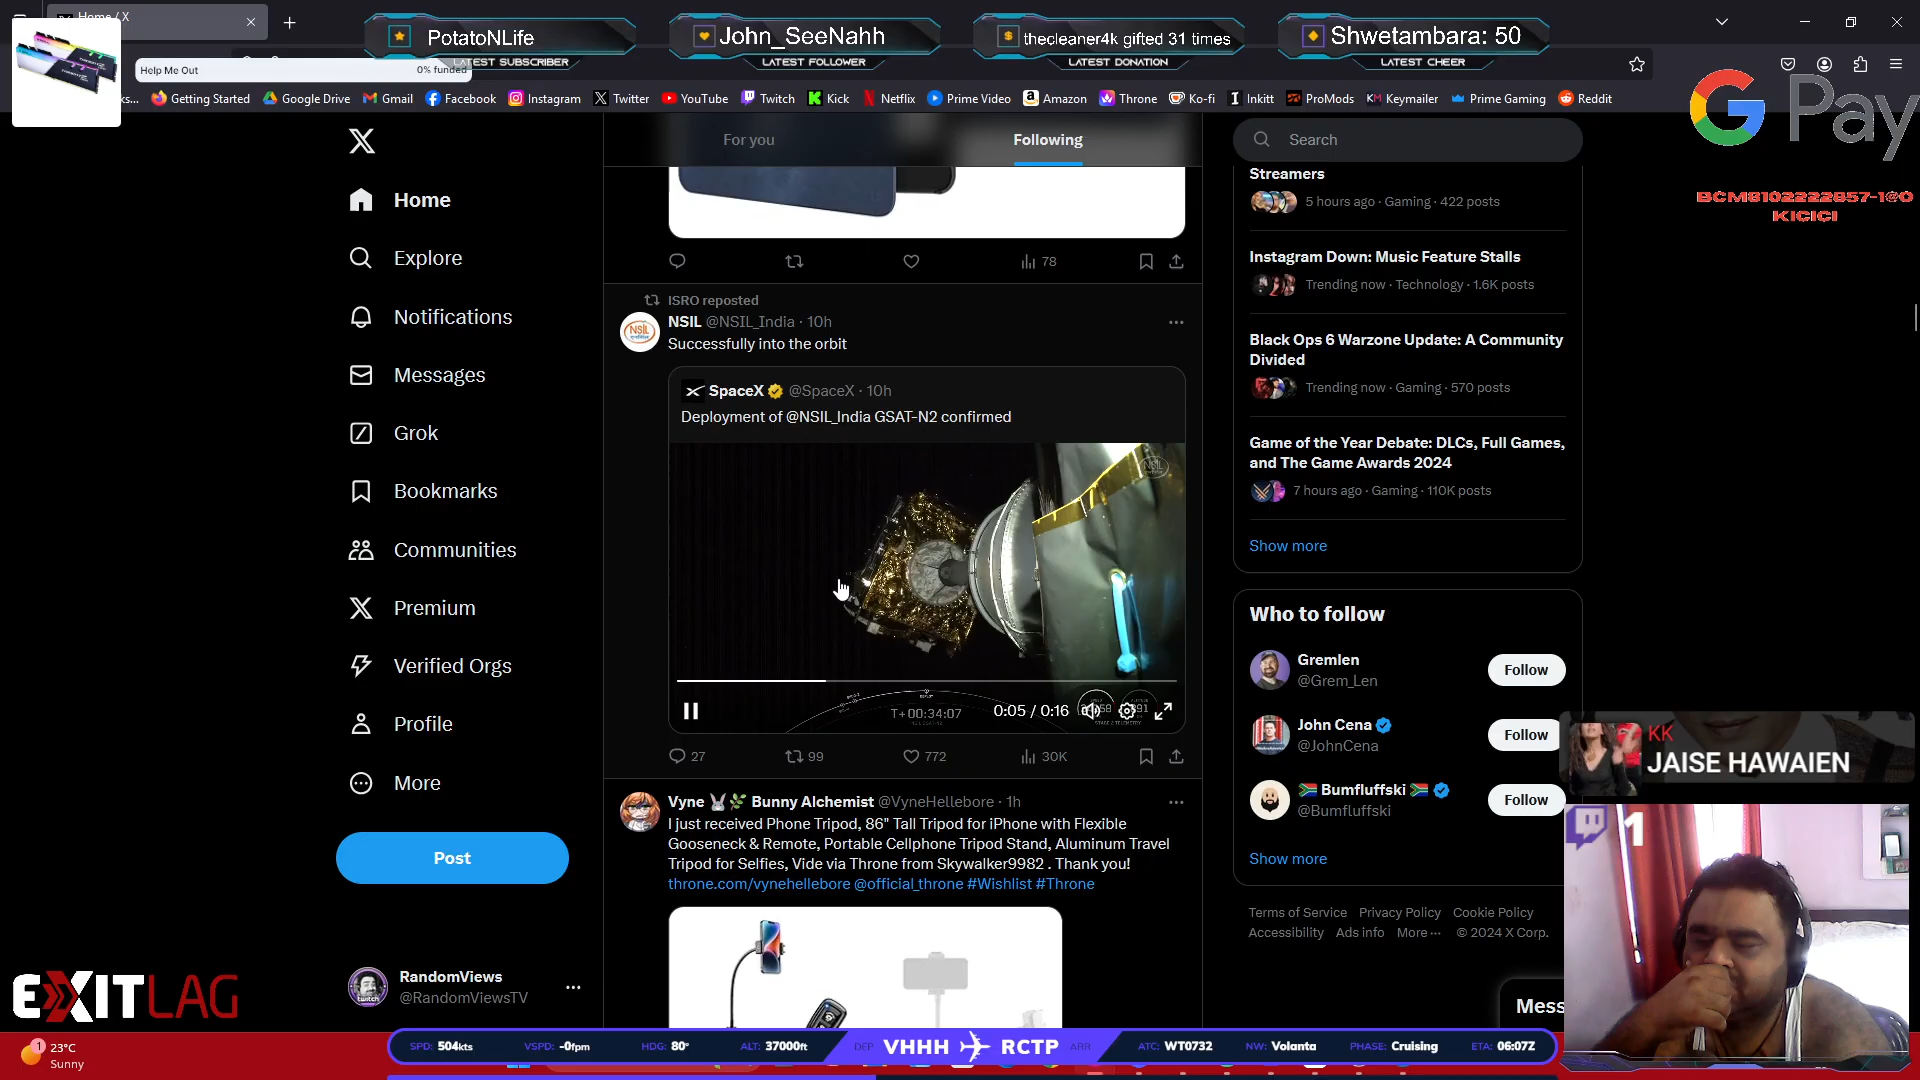 Home / X
PotatoNLife
LATEST SUBSCRIBER
John_SeeNahh
LATEST FOLLOWER
thecleaner4k gifted 31 times
LATEST DONATION
Shwetambara: 50
LATEST CHEER
Help Me Out
0% funded
ks...
Getting Started
Google Drive
Gmail
Facebook
Instagram
Twitter
YouTube
Twitch
Kick
Netflix
Prime Video
Amazon
Throne
Ko-fi
Inkitt
ProMods
Keymailer
Prime Gaming
Reddit
G Pay
KICICI
Home
Explore
Notifications
Messages
Grok
Bookmarks
Communities
Premium
Verified Orgs
Profile
More
Post
RandomViews
@RandomViewsTV
For you
Following
78
ISRO reposted
NSIL @NSIL_India · 10h
Successfully into the orbit
SpaceX @SpaceX · 10h
Deployment of @NSIL_India GSAT-N2 confirmed
NSIL
T+00:34:07
0:05 / 0:16
27
99
772
30K
Vyne Bunny Alchemist @VyneHellebore · 1h
I just received Phone Tripod, 86" Tall Tripod for iPhone with Flexible
Gooseneck & Remote, Portable Cellphone Tripod Stand, Aluminum Travel
Tripod for Selfies, Vide via Throne from Skywalker9982 . Thank you!
throne.com/vynehellebore @official_throne #Wishlist #Throne
Search
Streamers
5 hours ago · Gaming · 422 posts
Instagram Down: Music Feature Stalls
Trending now · Technology · 1.6K posts
Black Ops 6 Warzone Update: A Community
Divided
Trending now · Gaming · 570 posts
Game of the Year Debate: DLCs, Full Games,
and The Game Awards 2024
7 hours ago · Gaming · 110K posts
Show more
Who to follow
Gremlen
@Grem_Len
Follow
John Cena
@JohnCena
Follow
Bumfluffski
@Bumfluffski
Follow
Show more
Terms of Service Privacy Policy Cookie Policy
Accessibility Ads info More ··· © 2024 X Corp.
Mess
KK
JAISE HAWAIEN
1
EXITLAG
1
23°C
Sunny
SPD: 504kts
VSPD: -0fpm
HDG: 80°
ALT: 37000ft
DEP VHHH RCTP ARR
ATC: WT0732
NW: Volanta
PHASE: Cruising
ETA: 06:07Z